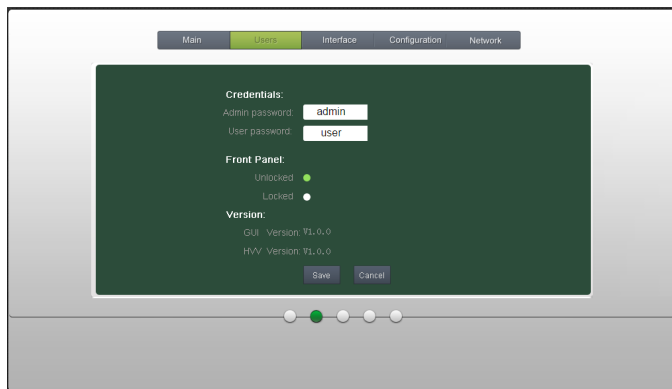 Main Users Interface Configuration Network
Credentials:
Admin password: admin
User password: user
Front Panel:
Unlocked
Locked
Version:
GUI Version: V1.0.0
HW Version: V1.0.0
Save Cancel